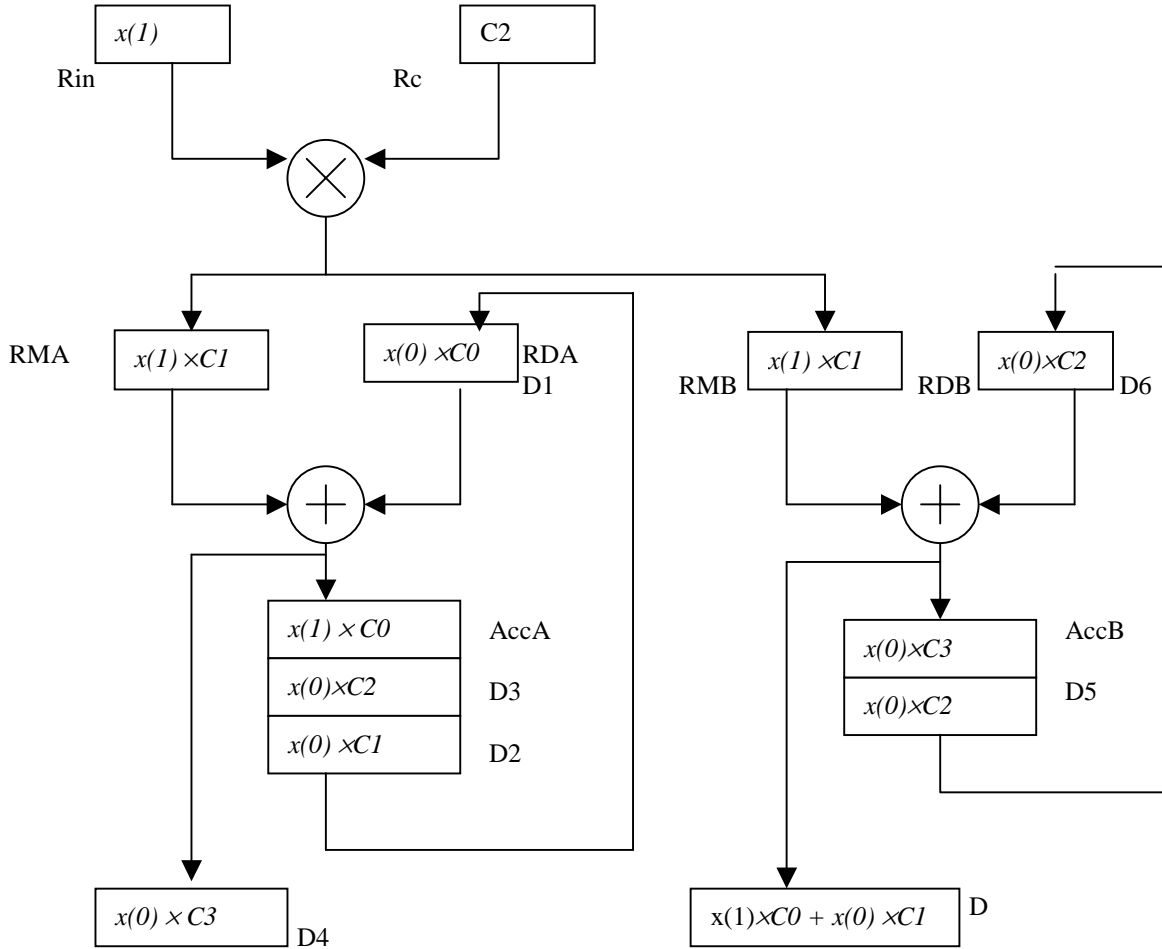 x(1)
C2
Rin
Rc
RMA
x(1) ×C1
x(0) ×C0
RDA
D1
RMB
x(1) ×C1
RDB
x(0)×C2
D6
x(1) × C0
AccA
x(0)×C2
D3
x(0) ×C1
D2
x(0)×C3
AccB
x(0)×C2
D5
x(0) × C3
D4
x(1)×C0 + x(0) ×C1
D